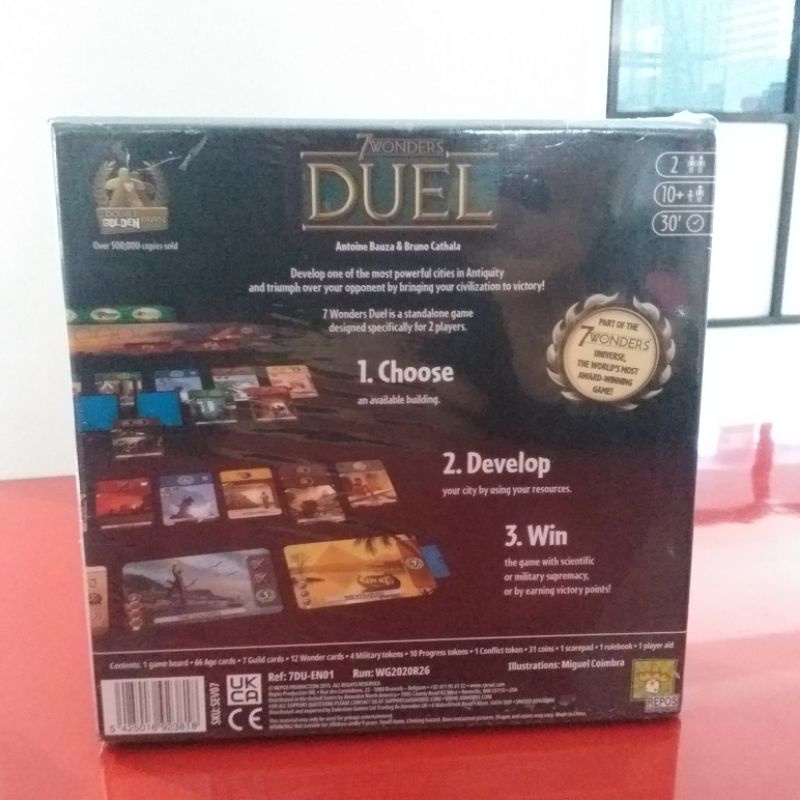 7 WONDERS
DUEL
2
10+
30'
DOUBLE
GOLDEN PAWN
Over 500,000 copies sold
Antoine Bauza & Bruno Cathala
Develop one of the most powerful cities in Antiquity
and triumph over your opponent by bringing your civilization to victory!
7 Wonders Duel is a standalone game
designed specifically for 2 players.
PART OF THE
7 WONDERS
UNIVERSE,
THE WORLD'S MOST
AWARD-WINNING
GAME!
1. Choose
an available building.
2. Develop
your city by using your resources.
3. Win
the game with scientific
or military supremacy,
or by earning victory points!
Contents: 1 game board • 66 Age cards • 7 Guild cards • 12 Wonder cards • 4 Military tokens • 10 Progress tokens • 1 Conflict token • 31 coins • 1 scorepad • 1 rulebook • 1 player aid
Ref: 7DU-EN01 Run: WG2020R26
Illustrations: Miguel Coimbra
SKU: SEV07
UK
CA
CE
5 425016 923818
REPOS